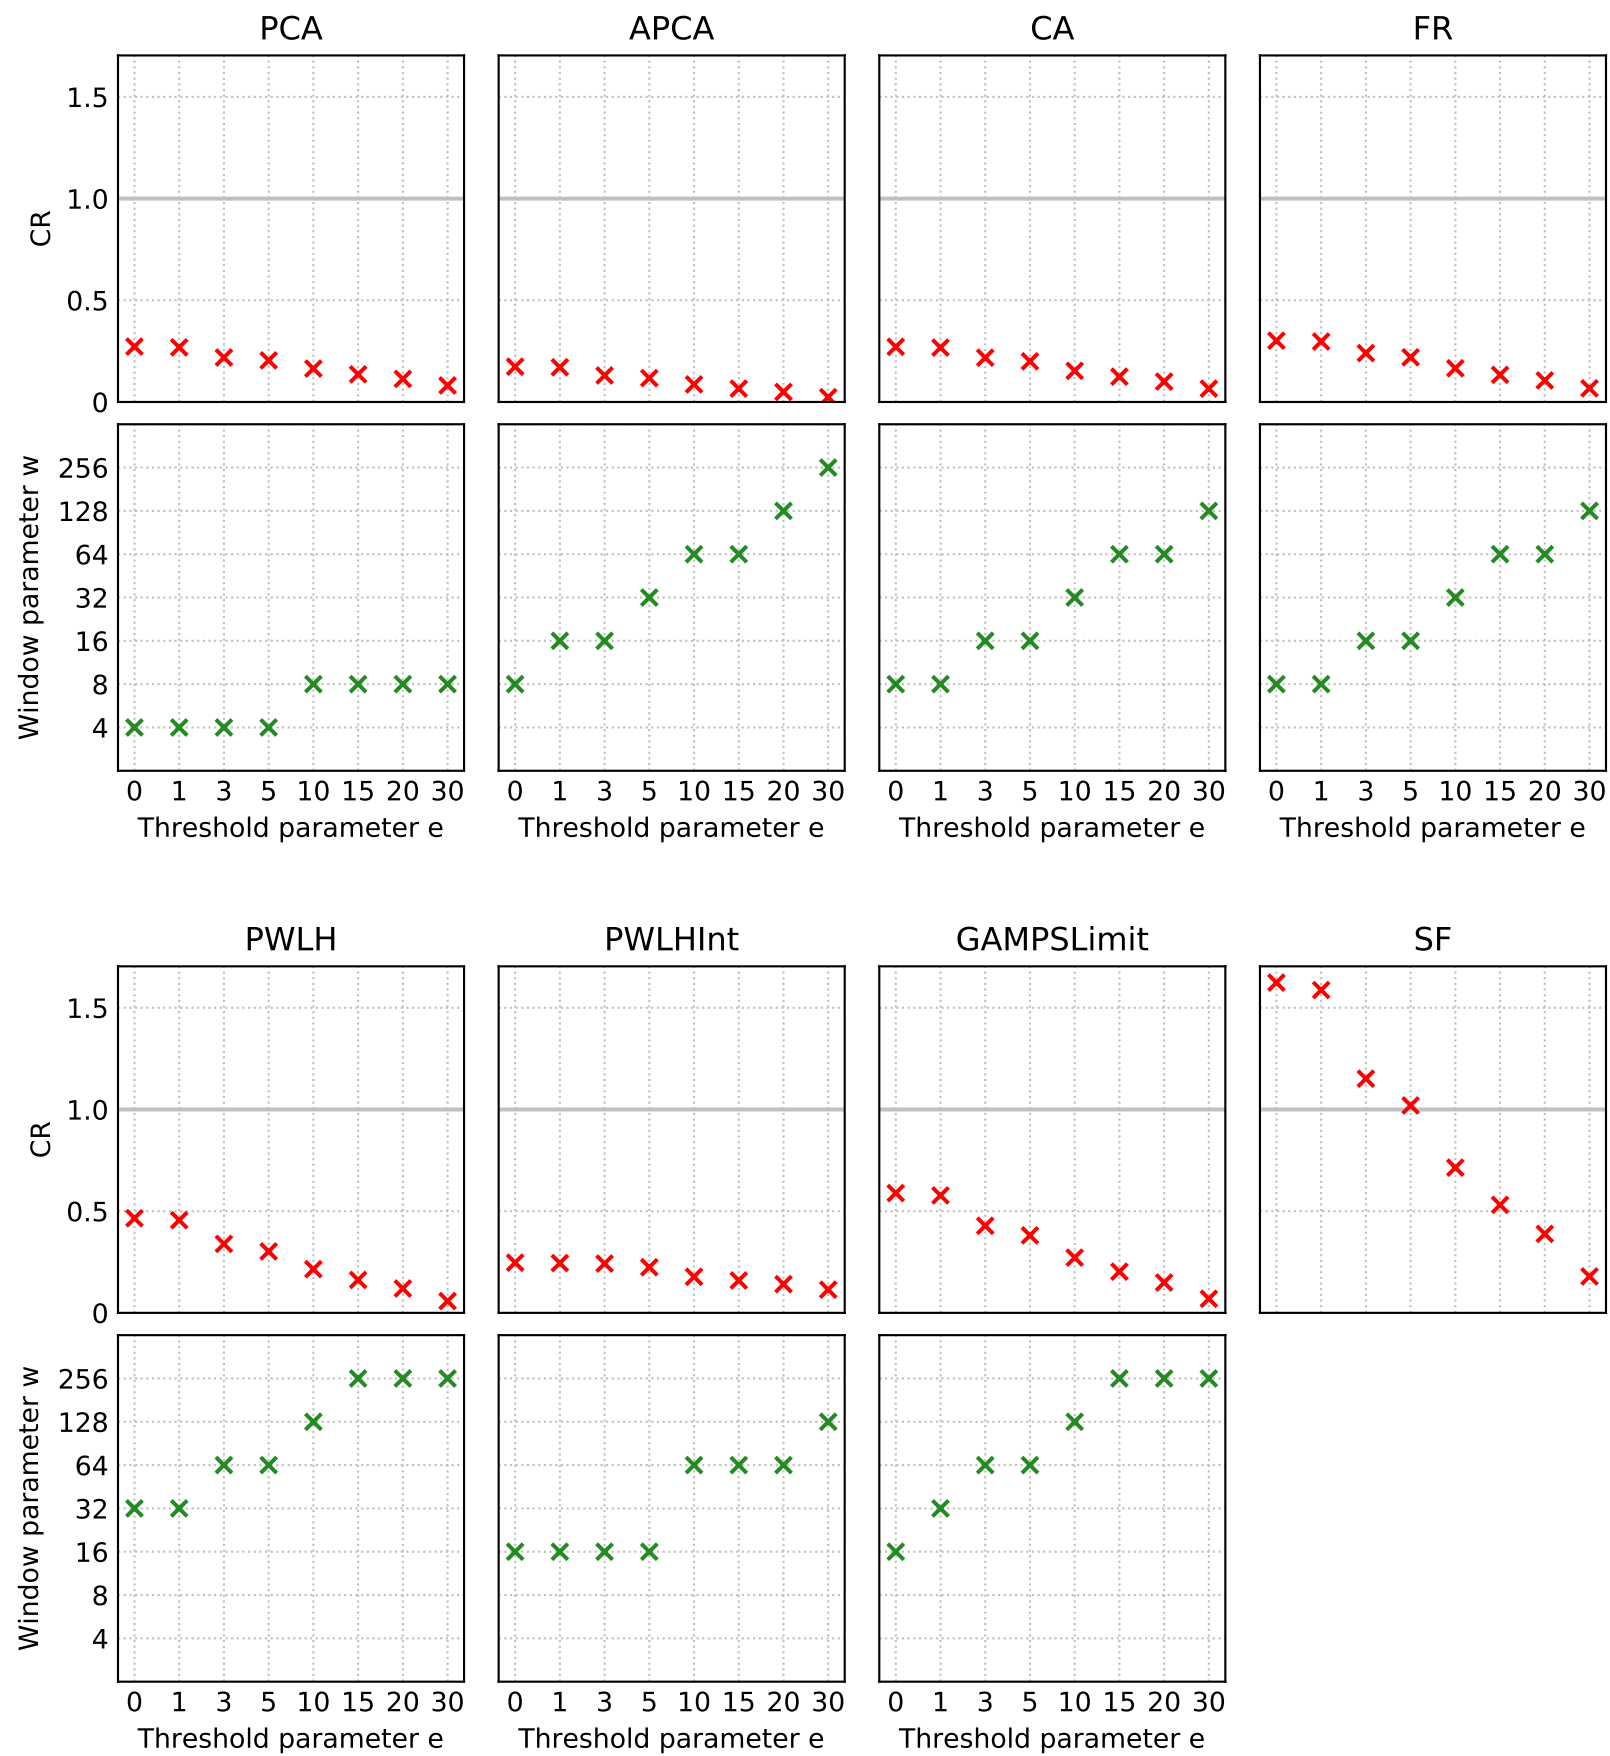 PCA APCA CA FR
1.5
1.0
0.5
0
CR
256
128
64
32
16
8
4
Window parameter w
0 1 3 5 10 15 20 30 0 1 3 5 10 15 20 30 0 1 3 5 10 15 20 30 0 1 3 5 10 15 20 30
Threshold parameter e Threshold parameter e Threshold parameter e Threshold parameter e
PWLH PWLHInt GAMPSLimit SF
1.5
1.0
0.5
0
CR
256
128
64
32
16
8
4
Window parameter w
0 1 3 5 10 15 20 30 0 1 3 5 10 15 20 30 0 1 3 5 10 15 20 30
Threshold parameter e Threshold parameter e Threshold parameter e